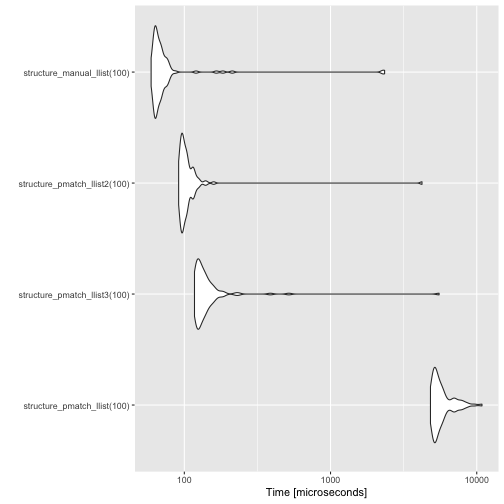 structure_manual_llist(100)
structure_pmatch_llist2(100)
structure_pmatch_llist3(100)
structure_pmatch_llist(100)
100
1000
10000
Time [microseconds]